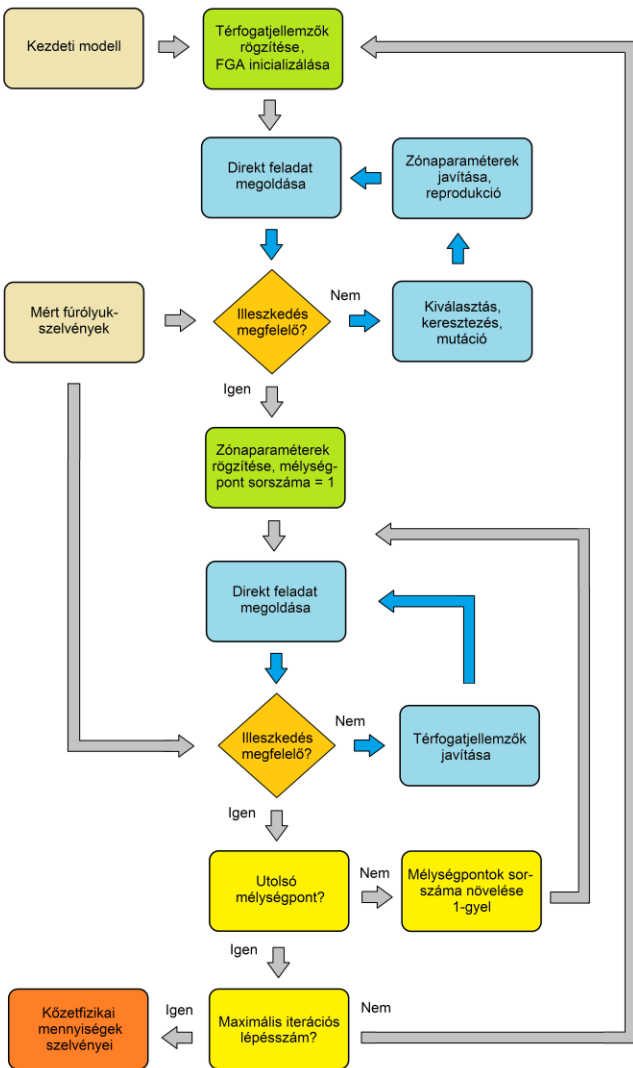 Kezdeti modell
Térfogatjellemzők
rögzítése,
FGA inicializálása
Direkt feladat
megoldása
Zónaparaméterek
javítása,
reprodukció
Mért fúrólyuk-
szelvények
Illeszkedés
megfelelő?
Nem
Kiválasztás,
keresztezés,
mutáció
Igen
Zónaparaméterek
rögzítése, mélység-
pont sorszáma = 1
Direkt feladat
megoldása
Illeszkedés
megfelelő?
Nem
Térfogatjellemzők
javítása
Igen
Utolsó
mélységpont?
Nem
Mélységpontok sor-
száma növelése
1-gyel
Igen
Kőzetfizikai
mennyiségek
szelvényei
Igen
Maximális iterációs
lépésszám?
Nem